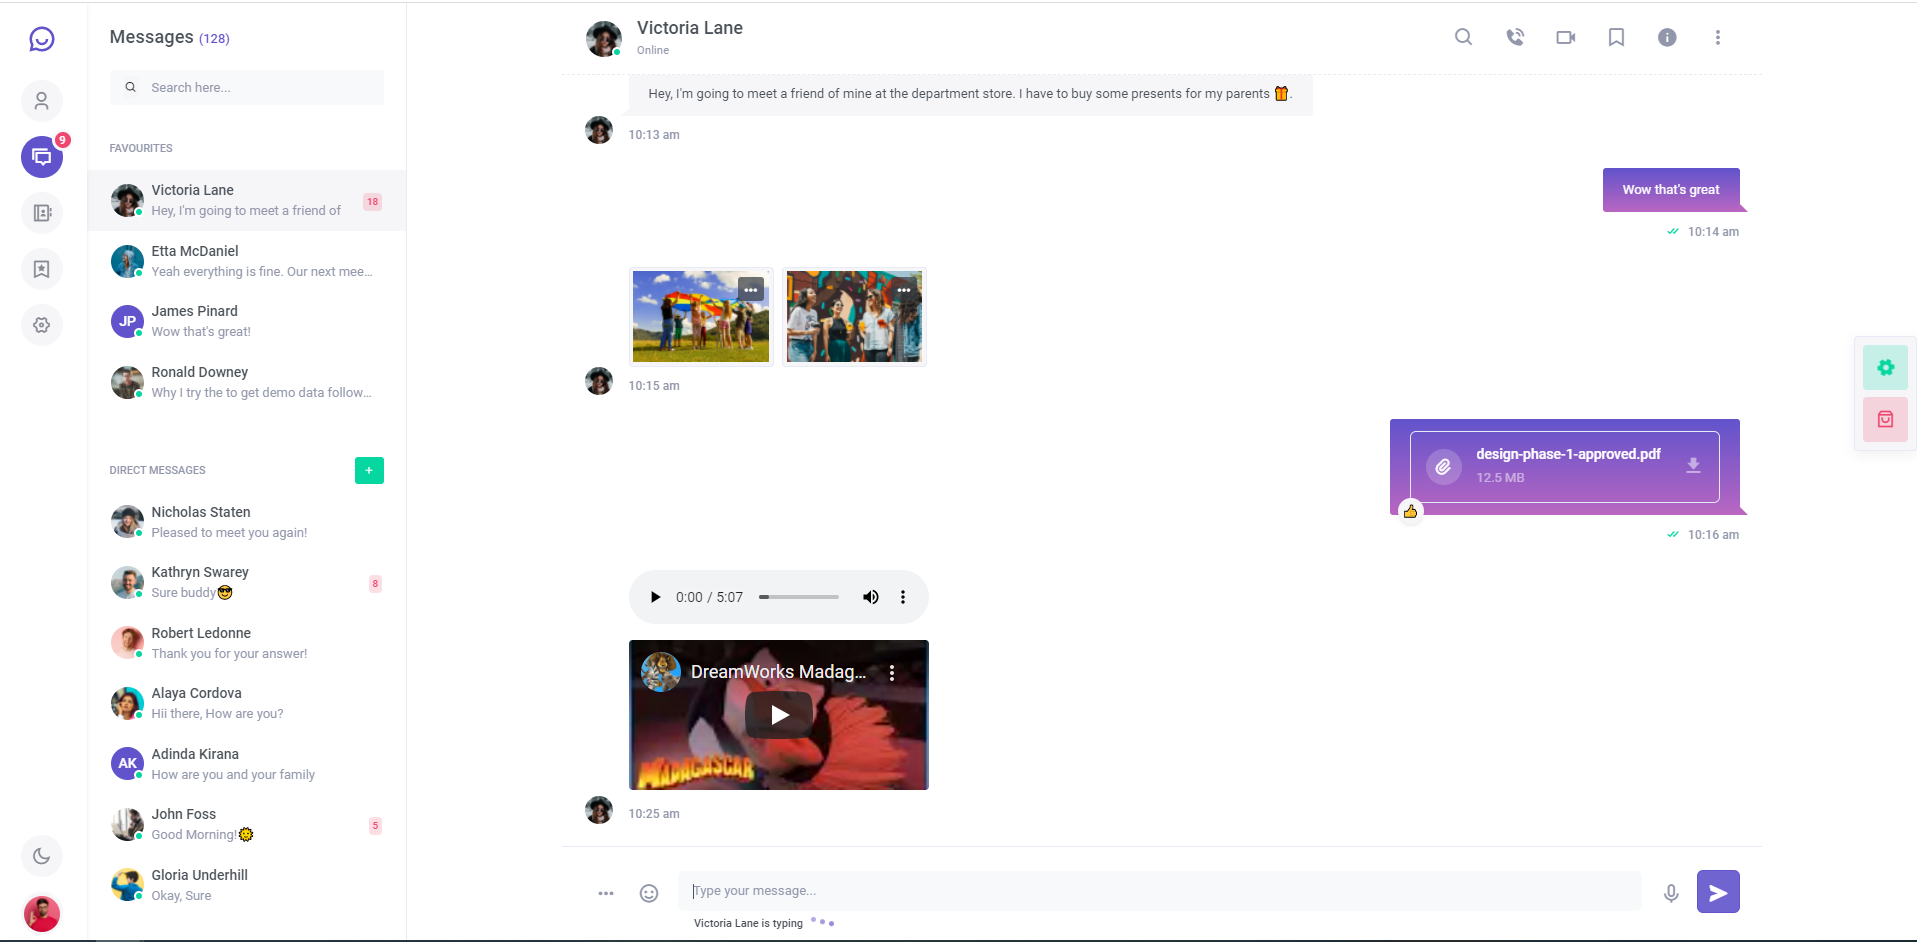 Messages (128)
Search here...
9
FAVOURITES
Victoria Lane
Hey, I'm going to meet a friend of
18
Etta McDaniel
Yeah everything is fine. Our next mee...
JP
James Pinard
Wow that's great!
Ronald Downey
Why I try the to get demo data follow...
DIRECT MESSAGES
+
Nicholas Staten
Pleased to meet you again!
Kathryn Swarey
Sure buddy😎
8
Robert Ledonne
Thank you for your answer!
Alaya Cordova
Hii there, How are you?
AK
Adinda Kirana
How are you and your family
John Foss
Good Morning!🌞
5
Gloria Underhill
Okay, Sure
Victoria Lane
Online
Hey, I'm going to meet a friend of mine at the department store. I have to buy some presents for my parents 🎁.
10:13 am
Wow that's great
10:14 am
10:15 am
design-phase-1-approved.pdf
12.5 MB
👍
10:16 am
0:00 / 5:07
DreamWorks Madag...
MADAGASCAR
10:25 am
Type your message...
Victoria Lane is typing